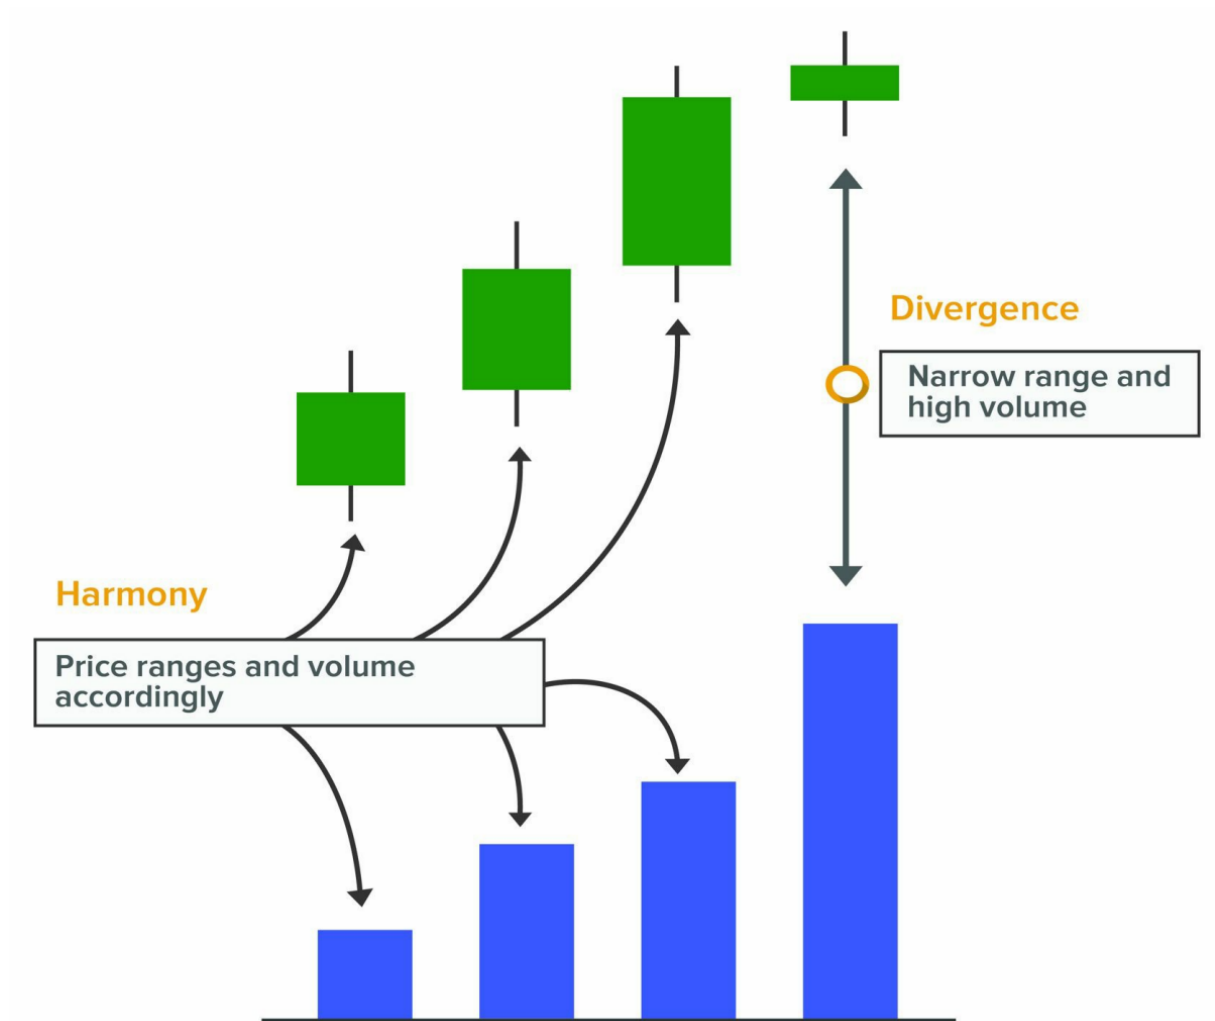 Divergence
Narrow range and
high volume
Harmony
Price ranges and volume
accordingly